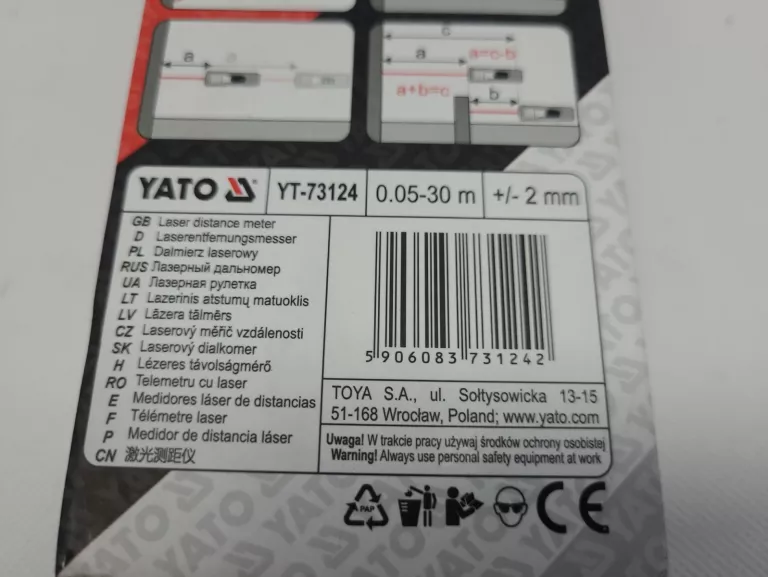 c
a
a=c-b
a+b=c
b
a
YATO YT-73124 0.05-30 m +/- 2 mm
GB Laser distance meter
D Laserentfernungsmesser
PL Dalmierz laserowy
RUS Лазерный дальномер
UA Лазерная рулетка
LT Lazerinis atstumų matuoklis
LV Lāzera tālmērs
CZ Laserový měřič vzdálenosti
SK Laserový dialkomer
H Lézeres távolságmérő
RO Telemetru cu laser
E Medidores láser de distancias
F Télémetre laser
P Medidor de distancia láser
CN 激光测距仪
5 906083 731242
TOYA S.A., ul. Sołtysowicka 13-15
51-168 Wrocław, Poland; www.yato.com
Uwaga! W trakcie pracy używaj środków ochrony osobistej
Warning! Always use personal safety equipment at work
PAP
CE
YATO